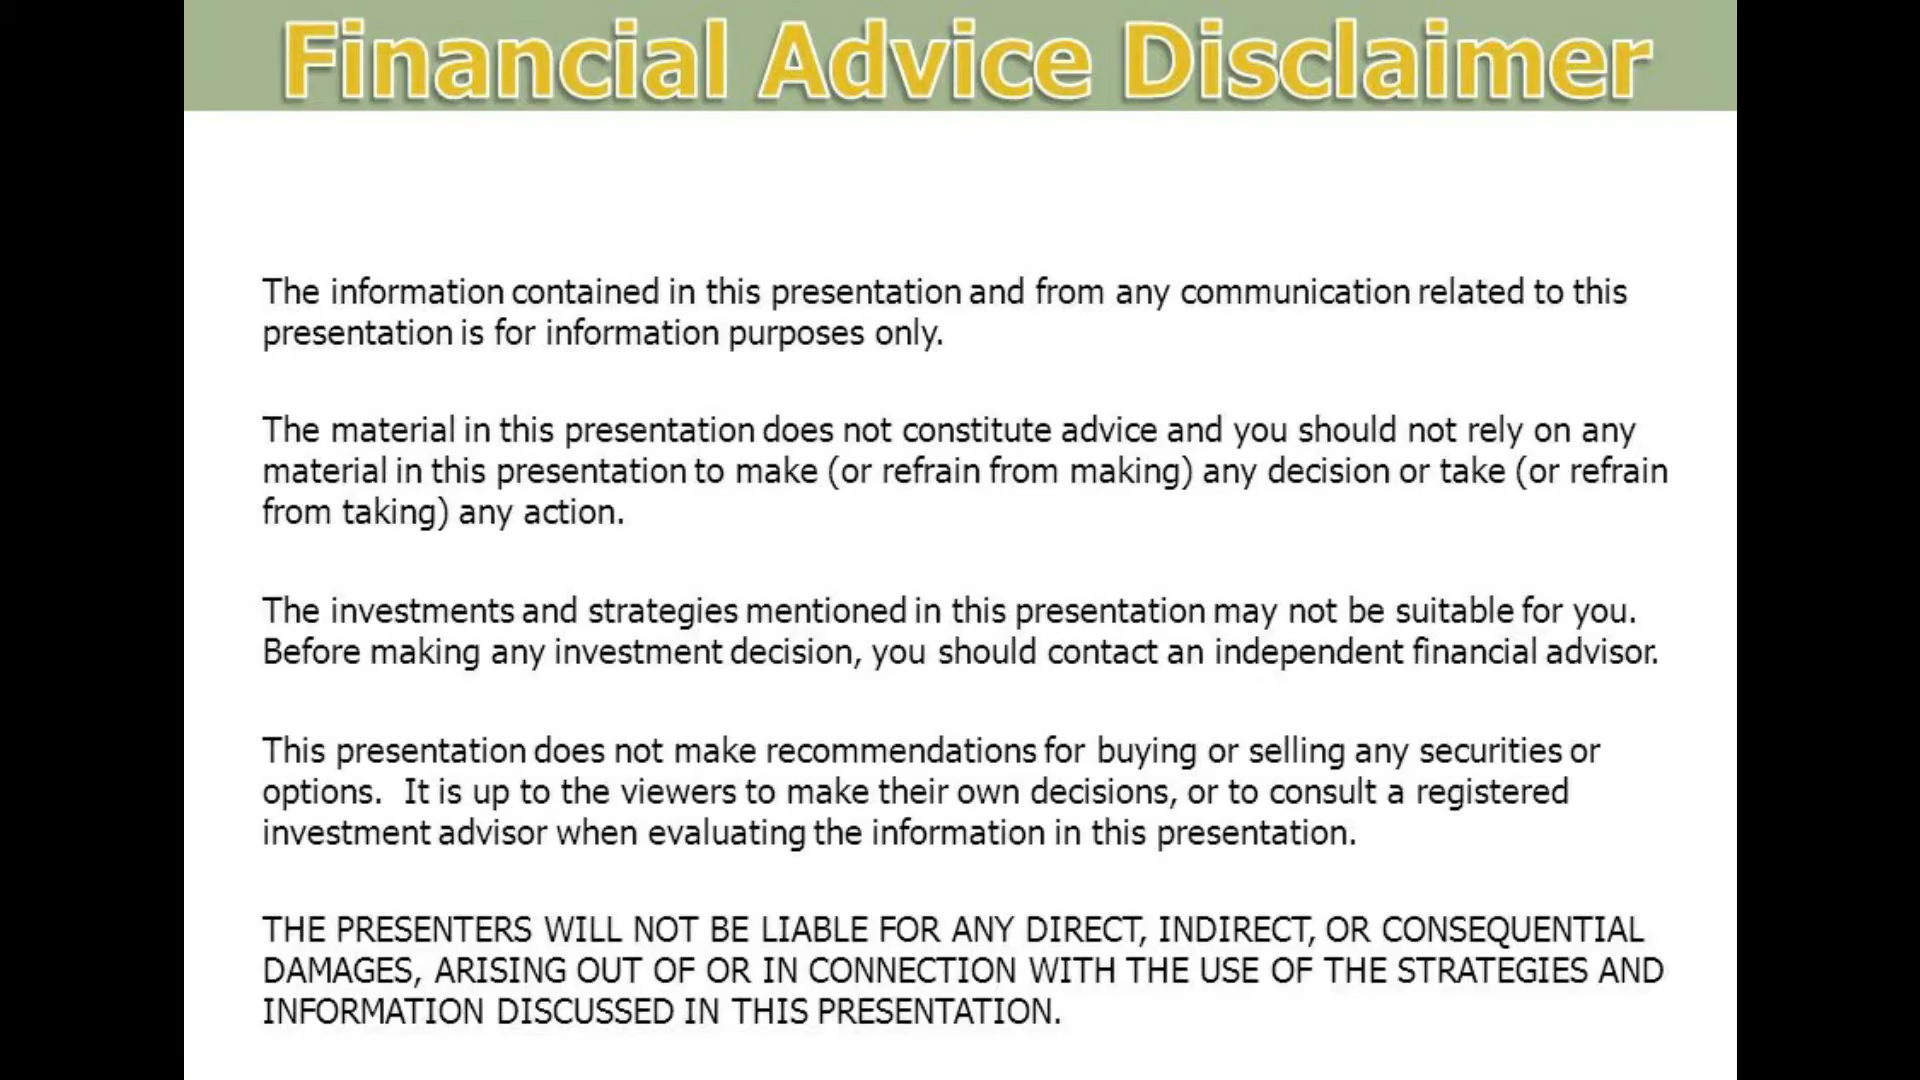 Financial Advice Disclaimer
The information contained in this presentation and from any communication related to this
presentation is for information purposes only.
The material in this presentation does not constitute advice and you should not rely on any
material in this presentation to make (or refrain from making) any decision or take (or refrain
from taking) any action.
The investments and strategies mentioned in this presentation may not be suitable for you.
Before making any investment decision, you should contact an independent financial advisor.
This presentation does not make recommendations for buying or selling any securities or
options.  It is up to the viewers to make their own decisions, or to consult a registered
investment advisor when evaluating the information in this presentation.
THE PRESENTERS WILL NOT BE LIABLE FOR ANY DIRECT, INDIRECT, OR CONSEQUENTIAL
DAMAGES, ARISING OUT OF OR IN CONNECTION WITH THE USE OF THE STRATEGIES AND
INFORMATION DISCUSSED IN THIS PRESENTATION.